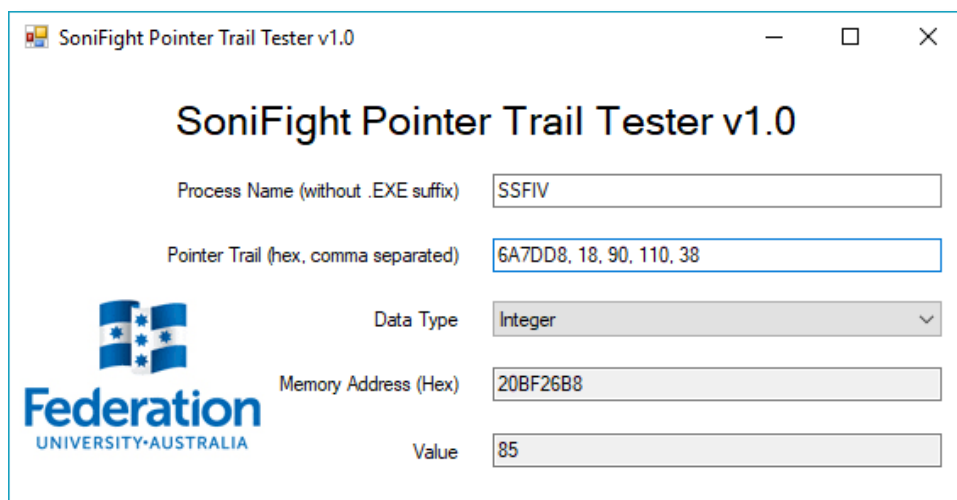 SoniFight Pointer Trail Tester v1.0
SoniFight Pointer Trail Tester v1.0
Process Name (without .EXE suffix) SSFIV
Pointer Trail (hex, comma separated) 6A7DD8, 18, 90, 110, 38
Data Type Integer
Memory Address (Hex) 20BF26B8
Federation
UNIVERSITY•AUSTRALIA
Value 85